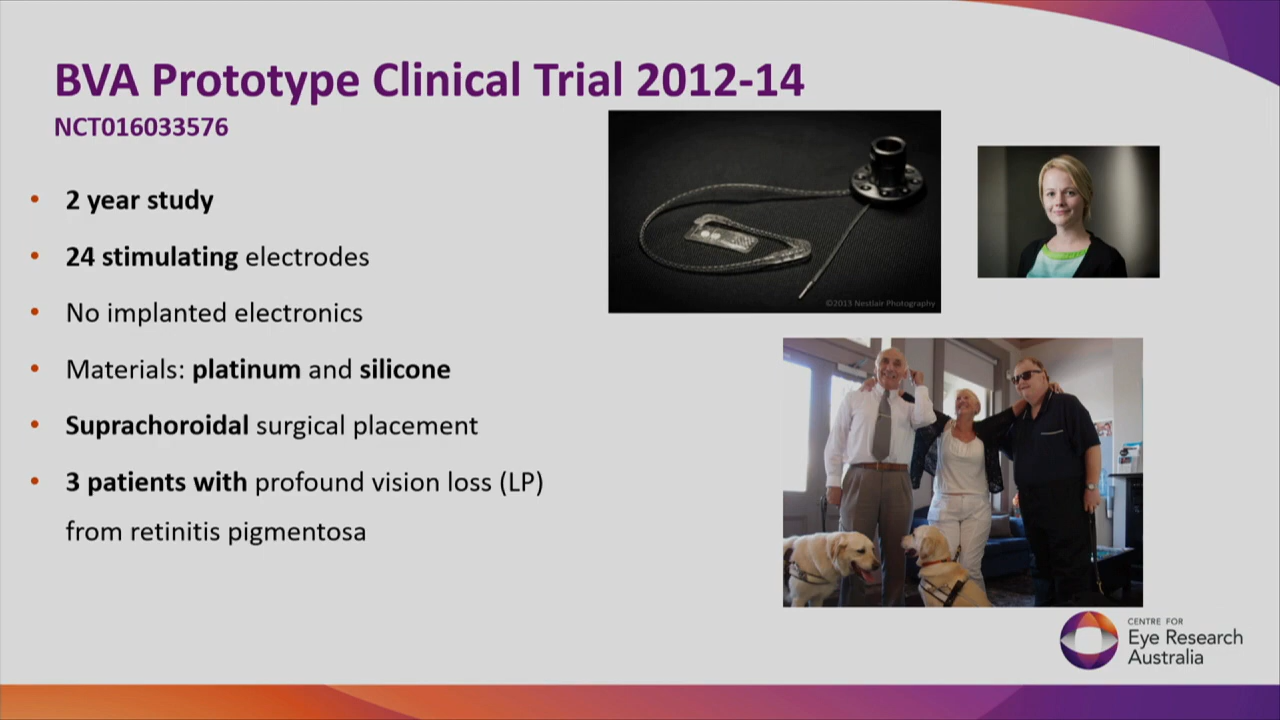 BVA Prototype Clinical Trial 2012-14
NCT016033576
• 2 year study
• 24 stimulating electrodes
• No implanted electronics
• Materials: platinum and silicone
• Suprachoroidal surgical placement
• 3 patients with profound vision loss (LP)
from retinitis pigmentosa
©2013 Nestlair Photography
CENTRE FOR
Eye Research
Australia